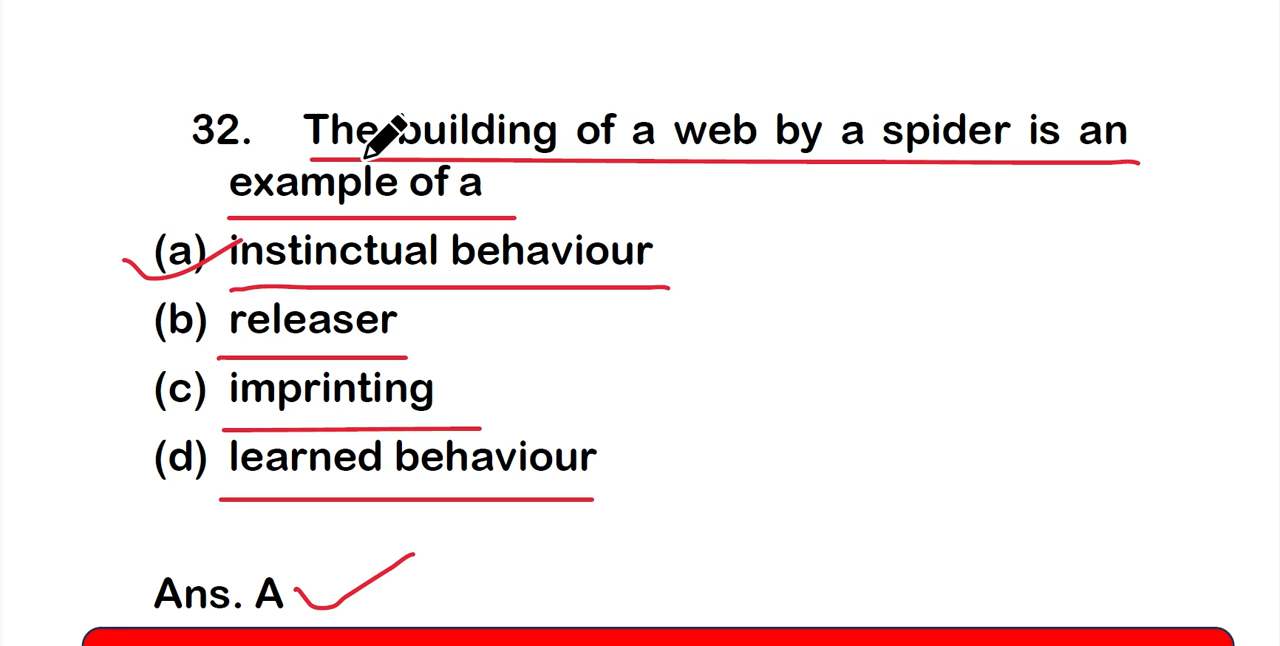 32. The building of a web by a spider is an
example of a
(a) instinctual behaviour
(b) releaser
(c) imprinting
(d) learned behaviour
Ans. A